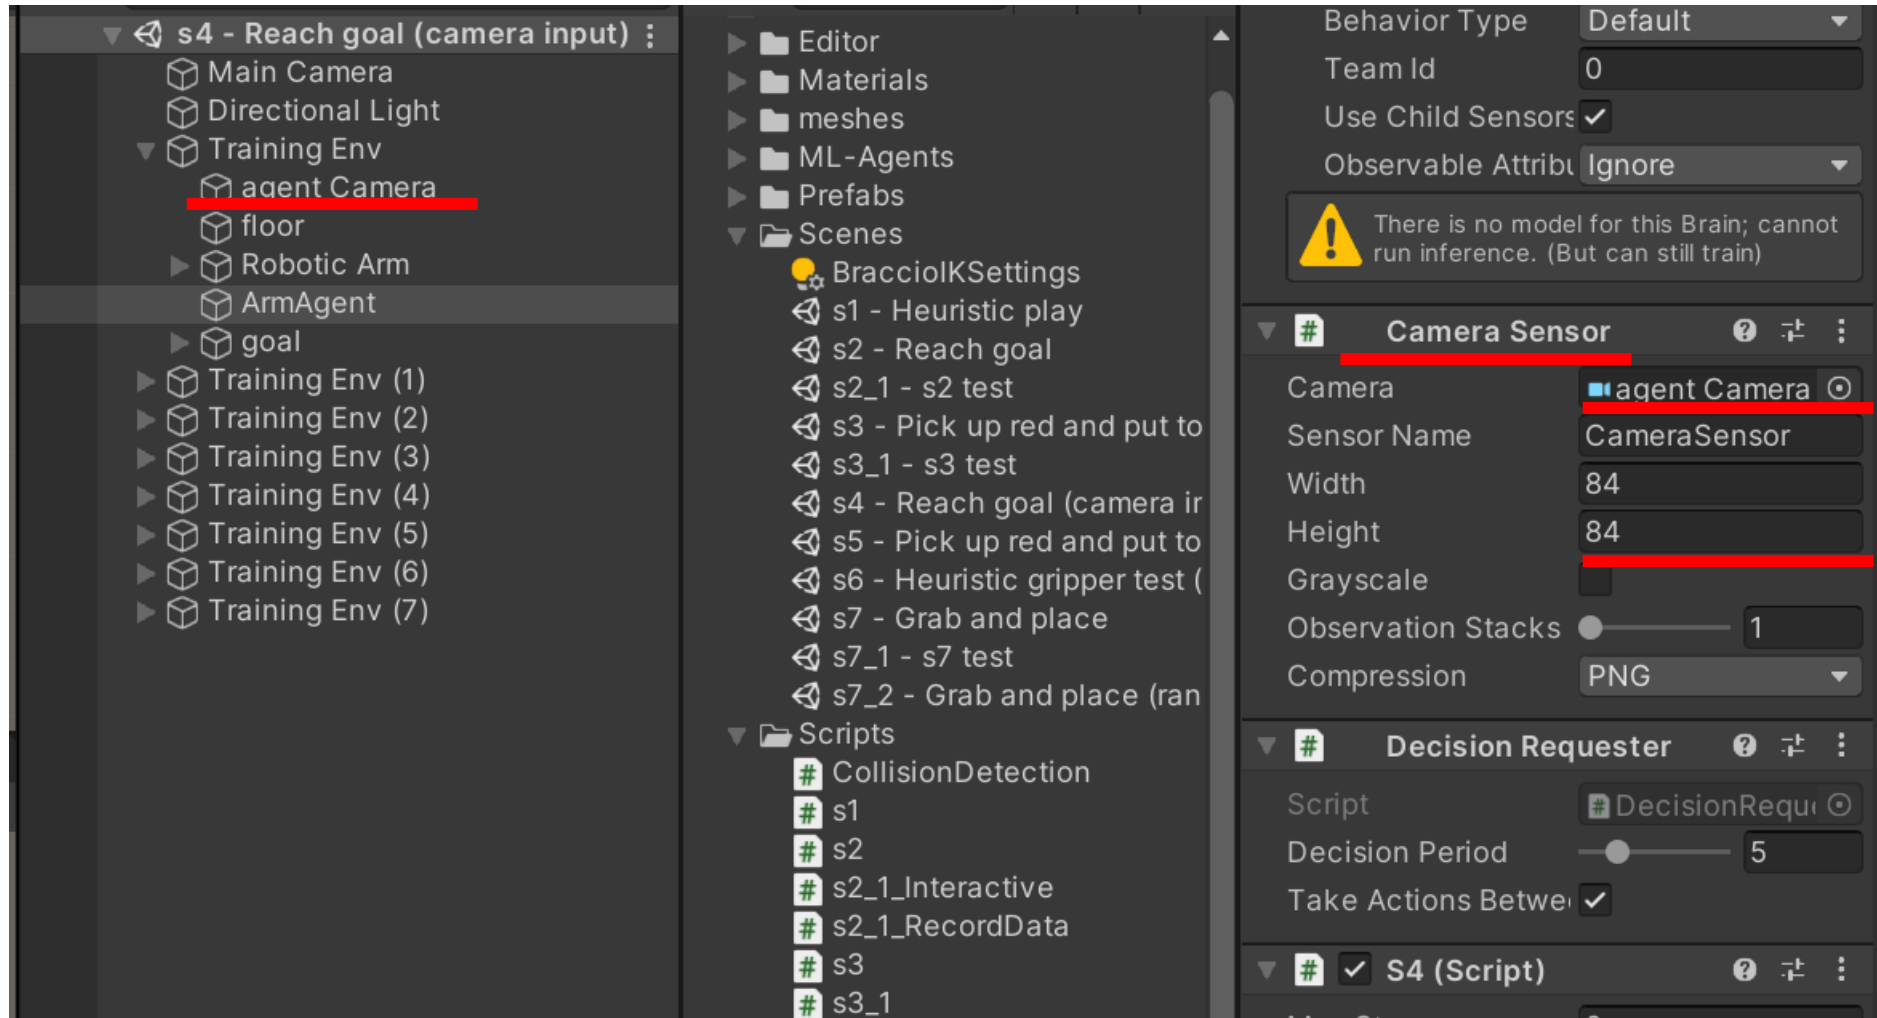 s4 - Reach goal (camera input)
Main Camera
Directional Light
Training Env
agent Camera
floor
Robotic Arm
ArmAgent
goal
Training Env (1)
Training Env (2)
Training Env (3)
Training Env (4)
Training Env (5)
Training Env (6)
Training Env (7)
Editor
Materials
meshes
ML-Agents
Prefabs
Scenes
BraccioIKSettings
s1 - Heuristic play
s2 - Reach goal
s2_1 - s2 test
s3 - Pick up red and put to
s3_1 - s3 test
s4 - Reach goal (camera ir
s5 - Pick up red and put to
s6 - Heuristic gripper test (
s7 - Grab and place
s7_1 - s7 test
s7_2 - Grab and place (ran
Scripts
CollisionDetection
s1
s2
s2_1_Interactive
s2_1_RecordData
s3
s3_1
Behavior Type Default
Team Id 0
Use Child Sensors
Observable Attribu Ignore
There is no model for this Brain; cannot
run inference. (But can still train)
Camera Sensor
Camera agent Camera
Sensor Name CameraSensor
Width 84
Height 84
Grayscale
Observation Stacks 1
Compression PNG
Decision Requester
Script DecisionReque
Decision Period 5
Take Actions Betwe
S4 (Script)